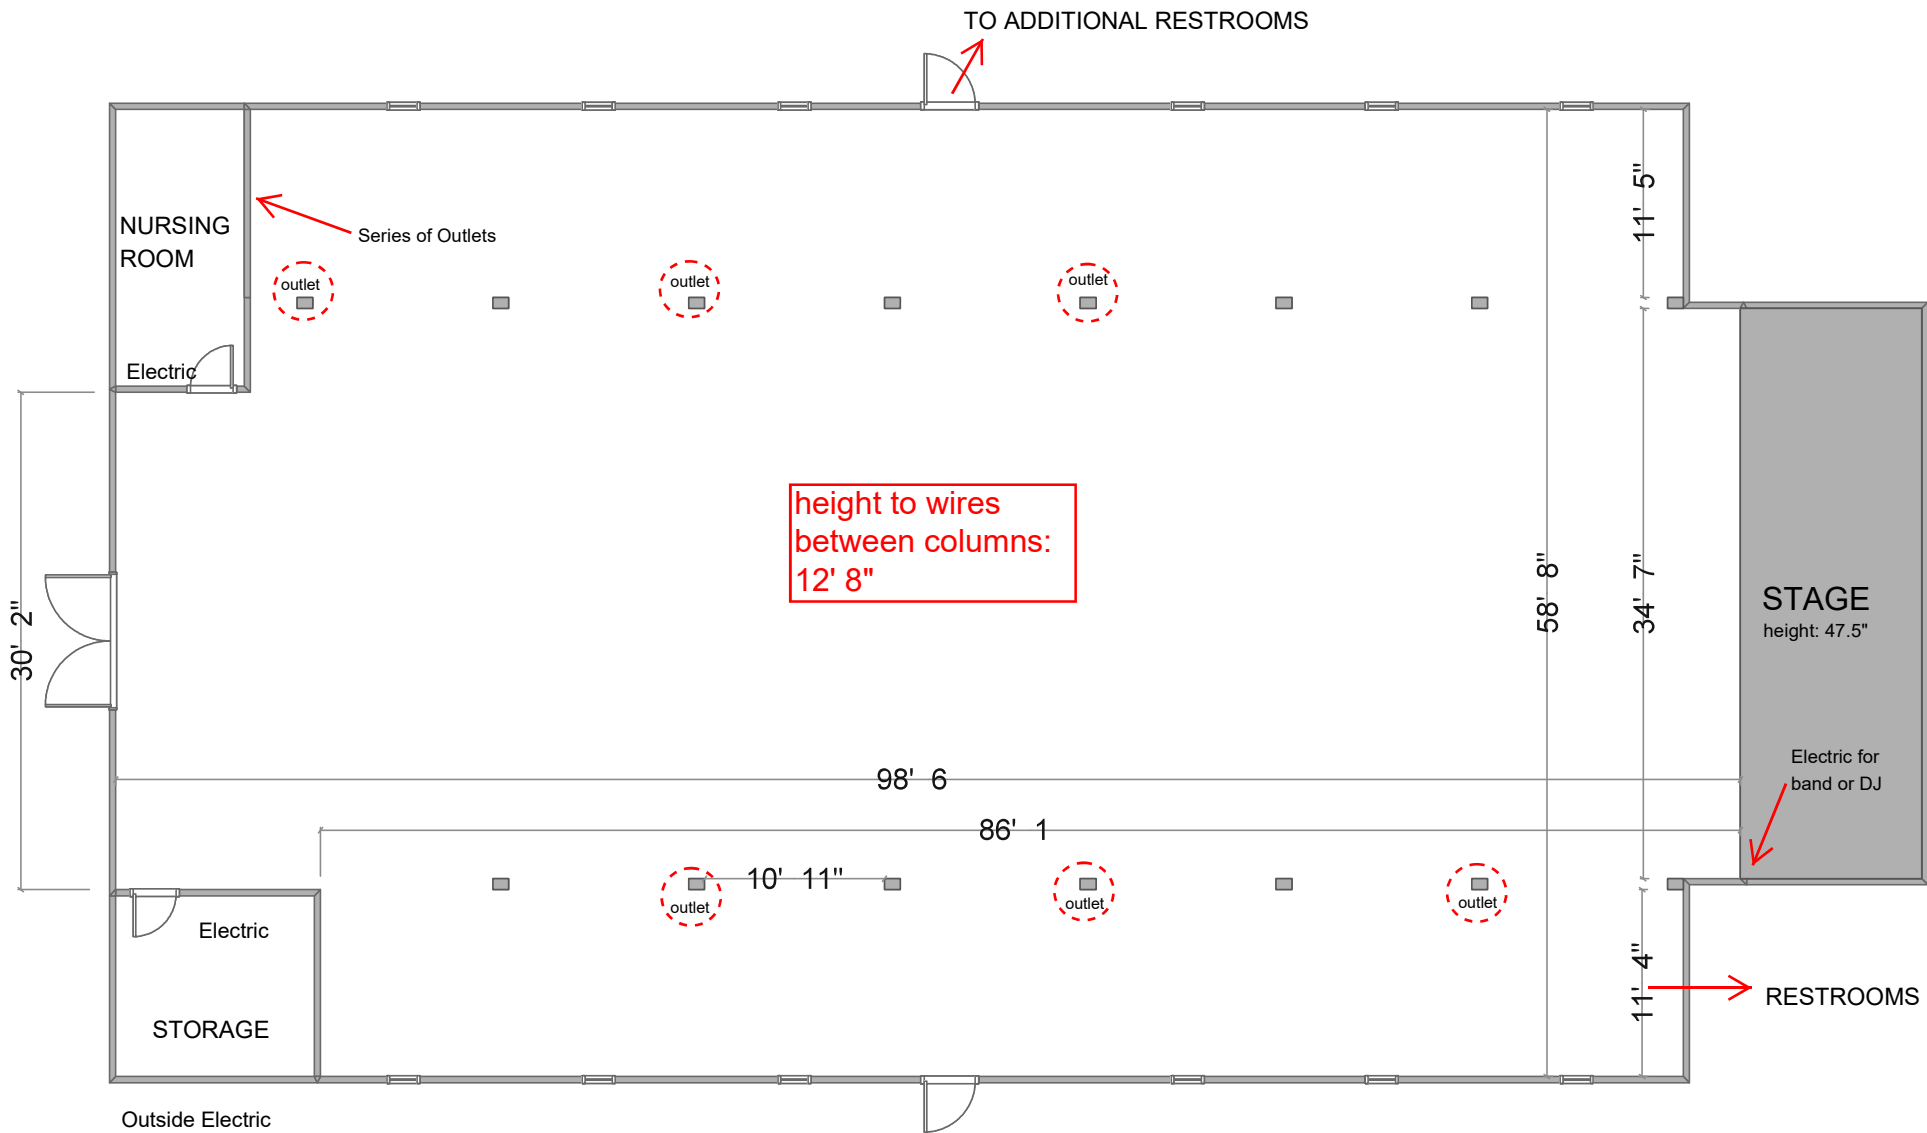 TO ADDITIONAL RESTROOMS
11' 5"
NURSING
ROOM
Series of Outlets
outlet
outlet
outlet
Electric
height to wires
between columns:
12' 8"
30' 2"
58' 8"
34' 7"
STAGE
height: 47.5"
Electric for
band or DJ
98' 6
86' 1
10' 11"
outlet
outlet
outlet
Electric
11' 4"
RESTROOMS
STORAGE
Outside Electric